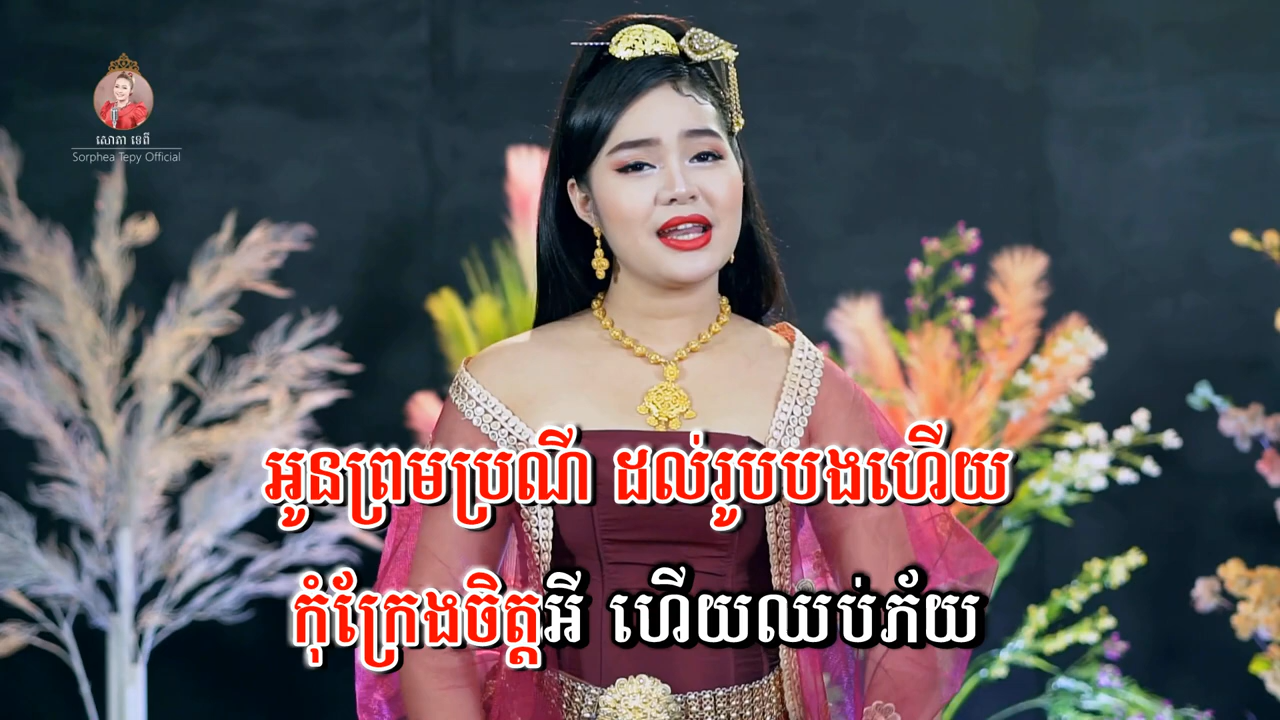 សោភា ទេពី
Sorphea Tepy Official
អូនព្រមប្រណី ដល់រូបបងហើយ
កុំក្រែងចិត្តអី ហើយឈប់ភ័យ